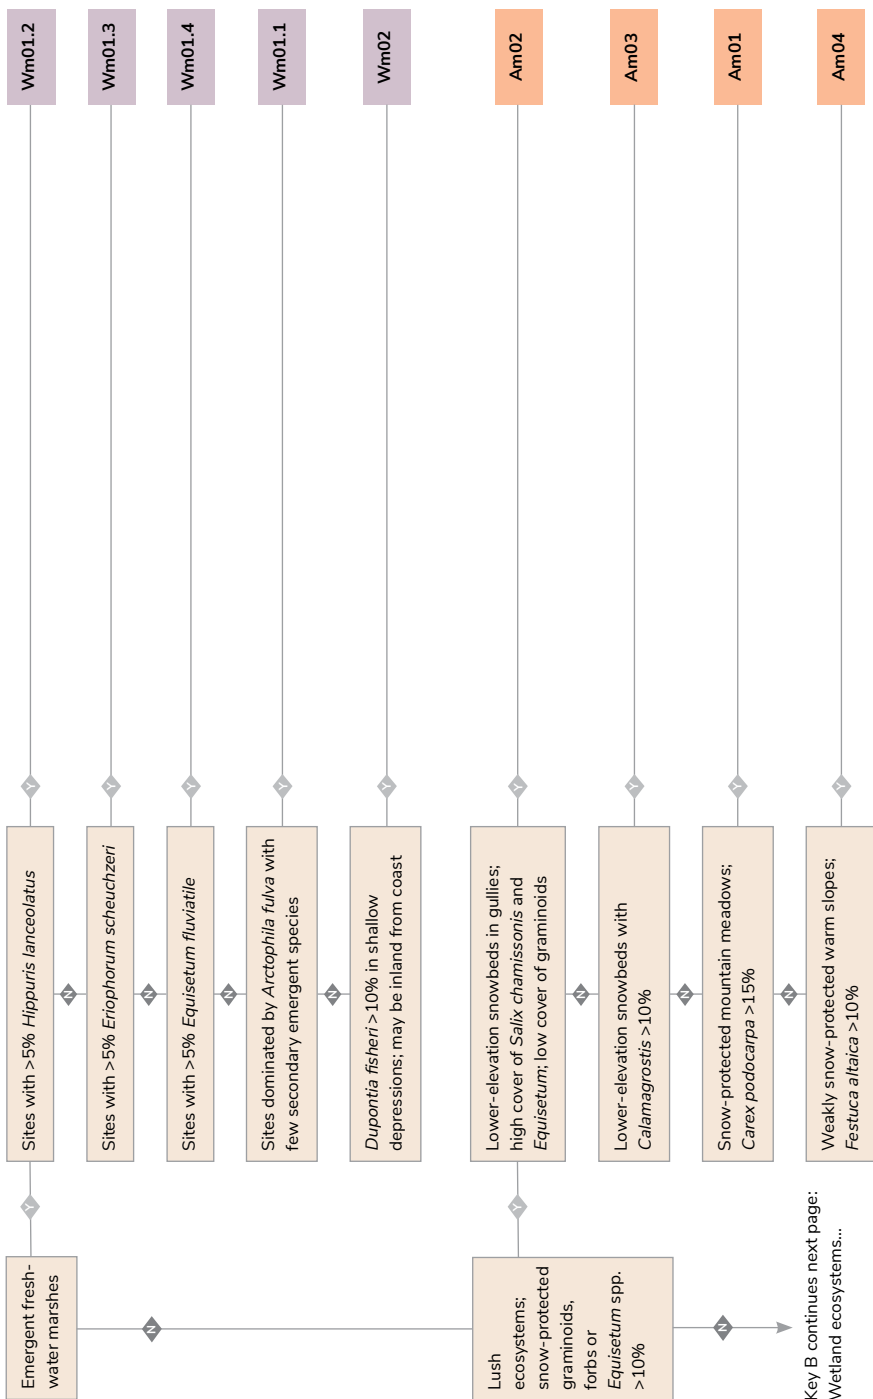 Emergent fresh-
water marshes
Y
Sites with >5% Hippuris lanceolatus
Y
Wm01.2
N
Sites with >5% Eriophorum scheuchzeri
Y
Wm01.3
N
Sites with >5% Equisetum fluviatile
Y
Wm01.4
N
Sites dominated by Arctophila fulva with
few secondary emergent species
Y
Wm01.1
N
Dupontia fisheri >10% in shallow
depressions; may be inland from coast
Y
Wm02
N
Lush
ecosystems;
snow-protected
graminoids,
forbs or
Equisetum spp.
>10%
Y
Lower-elevation snowbeds in gullies;
high cover of Salix chamissonis and
Equisetum; low cover of graminoids
Y
Am02
N
Lower-elevation snowbeds with
Calamagrostis >10%
Y
Am03
N
Snow-protected mountain meadows;
Carex podocarpa >15%
Y
Am01
N
Weakly snow-protected warm slopes;
Festuca altaica >10%
Y
Am04
N
Key B continues next page:
Wetland ecosystems...